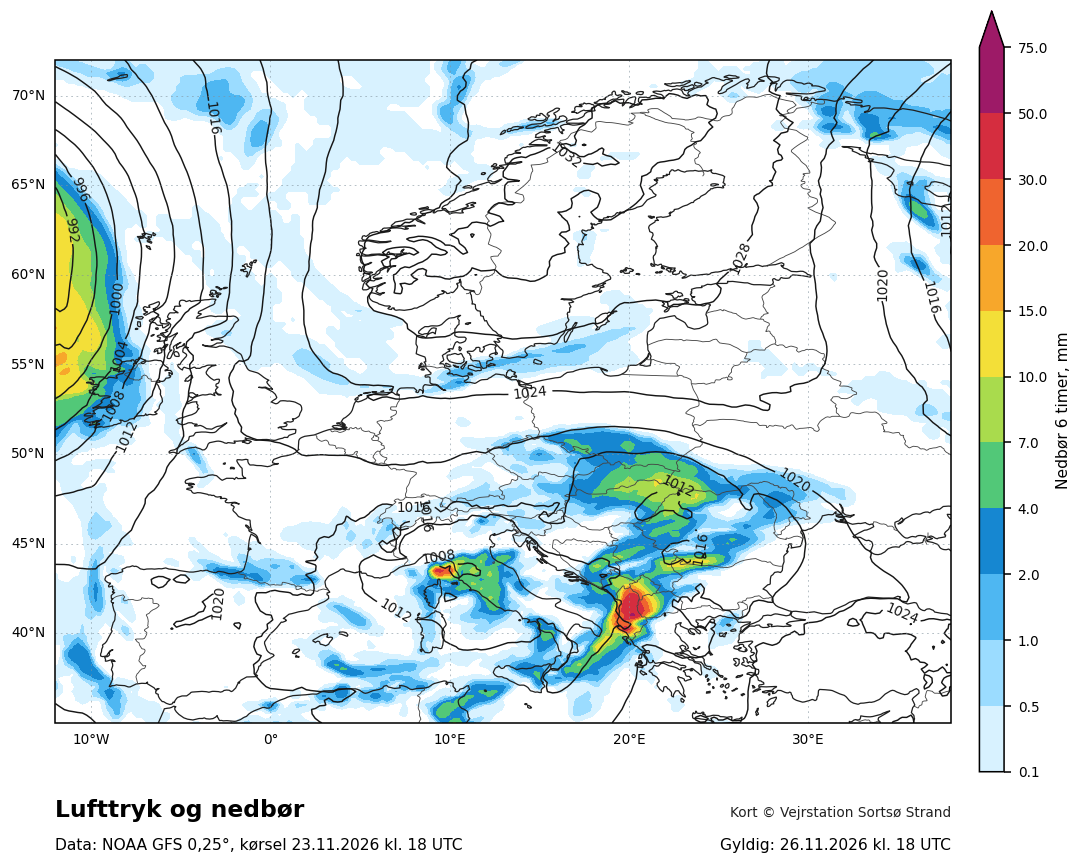 75.0
50.0
30.0
20.0
15.0
10.0
7.0
4.0
2.0
1.0
0.5
0.1
Nedbør 6 timer, mm
70°N
65°N
60°N
55°N
50°N
45°N
40°N
10°W
0°
10°E
20°E
30°E
1016
1032
996
992
1000
1004
1008
1012
1028
1020
1016
1012
1024
1020
1012
1016
1016
1008
1016
1012
1020
1024
Lufttryk og nedbør
Kort © Vejrstation Sortsø Strand
Data: NOAA GFS 0,25°, kørsel 23.11.2026 kl. 18 UTC
Gyldig: 26.11.2026 kl. 18 UTC